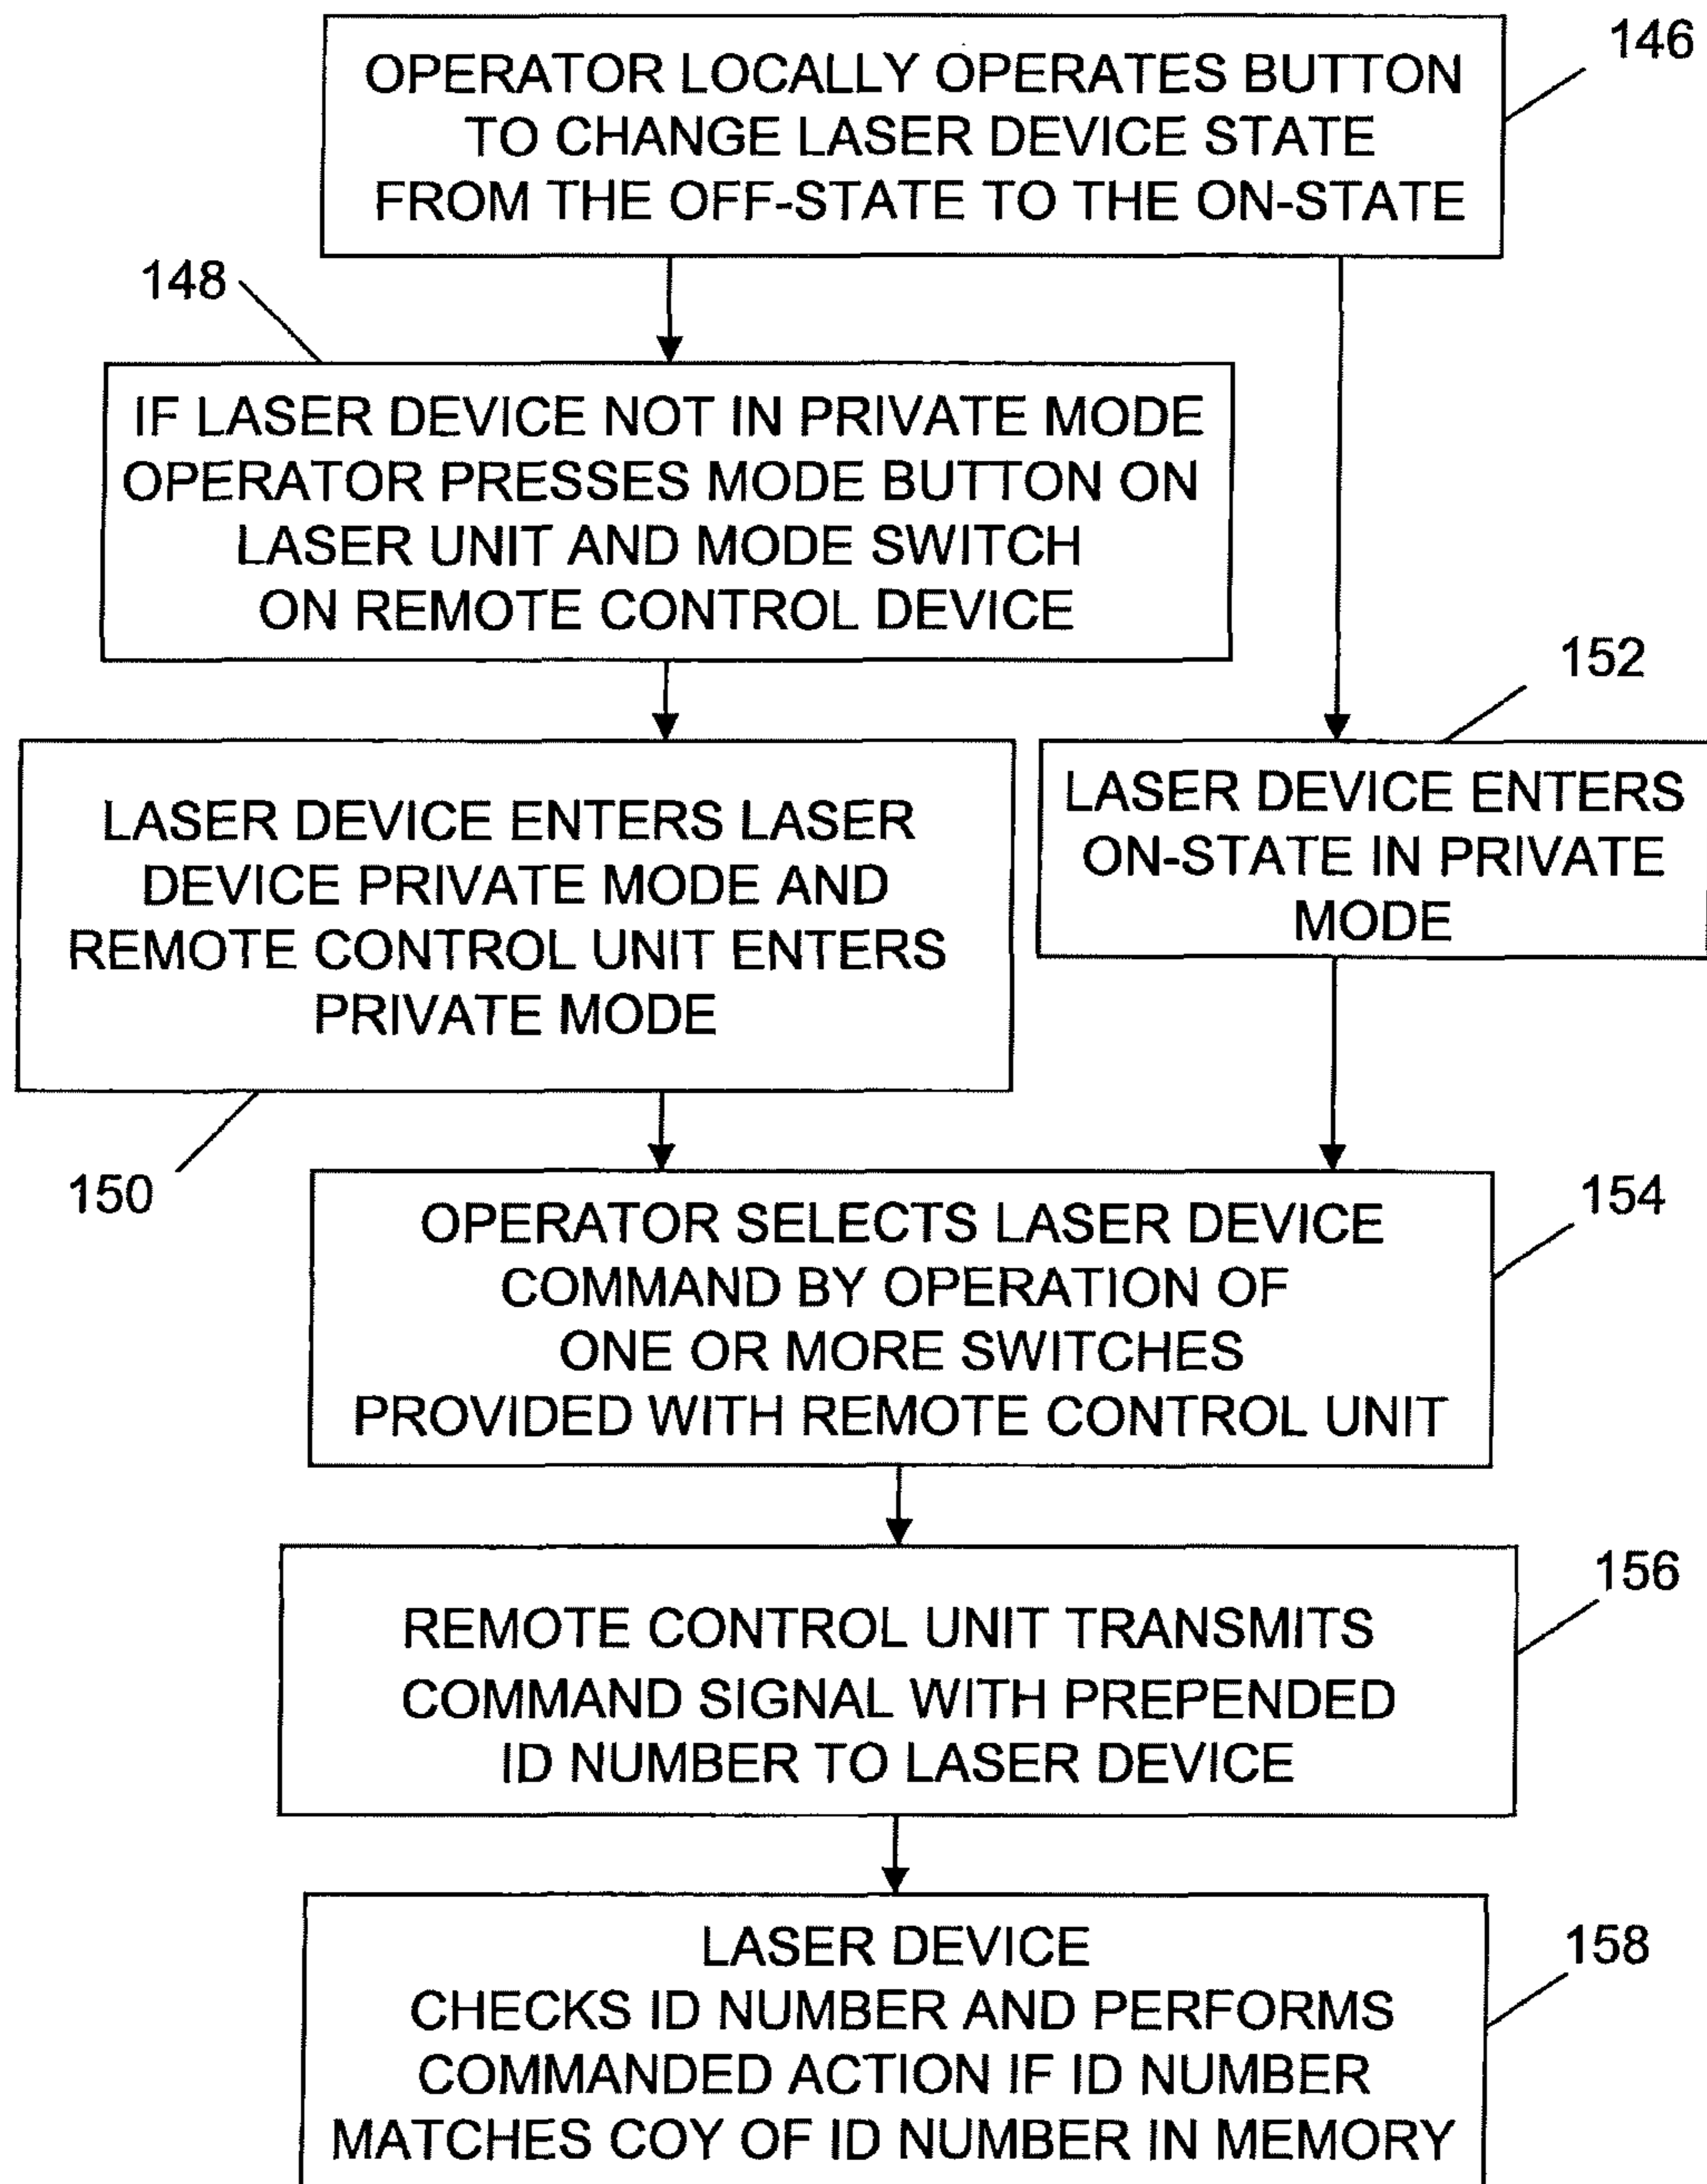 146
OPERATOR LOCALLY OPERATES BUTTON
TO CHANGE LASER DEVICE STATE
FROM THE OFF-STATE TO THE ON-STATE
148
IF LASER DEVICE NOT IN PRIVATE MODE
OPERATOR PRESSES MODE BUTTON ON
LASER UNIT AND MODE SWITCH
ON REMOTE CONTROL DEVICE
152
LASER DEVICE ENTERS LASER
DEVICE PRIVATE MODE AND
REMOTE CONTROL UNIT ENTERS
PRIVATE MODE
LASER DEVICE ENTERS
ON-STATE IN PRIVATE
MODE
150
154
OPERATOR SELECTS LASER DEVICE
COMMAND BY OPERATION OF
ONE OR MORE SWITCHES
PROVIDED WITH REMOTE CONTROL UNIT
156
REMOTE CONTROL UNIT TRANSMITS
COMMAND SIGNAL WITH PREPENDED
ID NUMBER TO LASER DEVICE
158
LASER DEVICE
CHECKS ID NUMBER AND PERFORMS
COMMANDED ACTION IF ID NUMBER
MATCHES COY OF ID NUMBER IN MEMORY